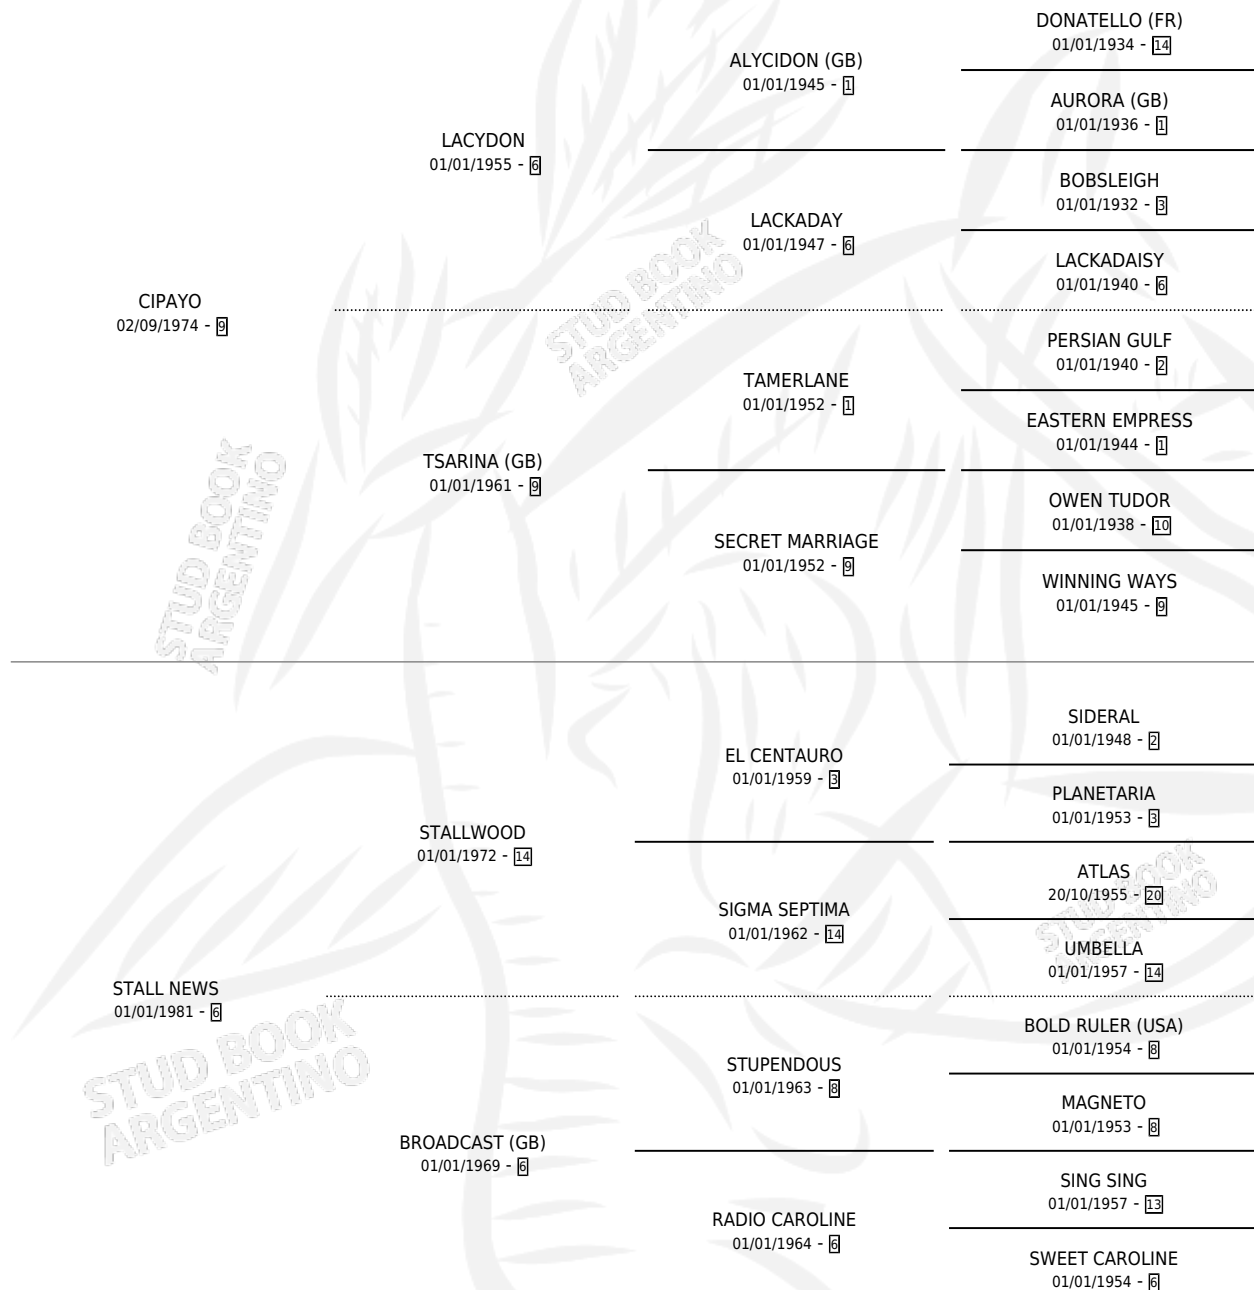 DONATELLO (FR)
01/01/1934 - 14
ALYCIDON (GB)
01/01/1945 - 1
AURORA (GB)
01/01/1936 - 1
LACYDON
01/01/1955 - 6
BOBSLEIGH
01/01/1932 - 3
LACKADAY
01/01/1947 - 6
LACKADAISY
01/01/1940 - 6
CIPAYO
02/09/1974 - 9
PERSIAN GULF
01/01/1940 - 2
TAMERLANE
01/01/1952 - 1
EASTERN EMPRESS
01/01/1944 - 1
TSARINA (GB)
01/01/1961 - 9
OWEN TUDOR
01/01/1938 - 10
SECRET MARRIAGE
01/01/1952 - 9
WINNING WAYS
01/01/1945 - 9
SIDERAL
01/01/1948 - 2
EL CENTAURO
01/01/1959 - 3
PLANETARIA
01/01/1953 - 3
STALLWOOD
01/01/1972 - 14
ATLAS
20/10/1955 - 20
SIGMA SEPTIMA
01/01/1962 - 14
UMBELLA
01/01/1957 - 14
STALL NEWS
01/01/1981 - 6
BOLD RULER (USA)
01/01/1954 - 8
STUPENDOUS
01/01/1963 - 8
MAGNETO
01/01/1953 - 8
BROADCAST (GB)
01/01/1969 - 6
SING SING
01/01/1957 - 13
RADIO CAROLINE
01/01/1964 - 6
SWEET CAROLINE
01/01/1954 - 6
STUD BOOK
ARGENTINO
STUD BOOK
ARGENTINO
STUD BOOK
ARGENTINO
STUD BOOK
ARGENTINO